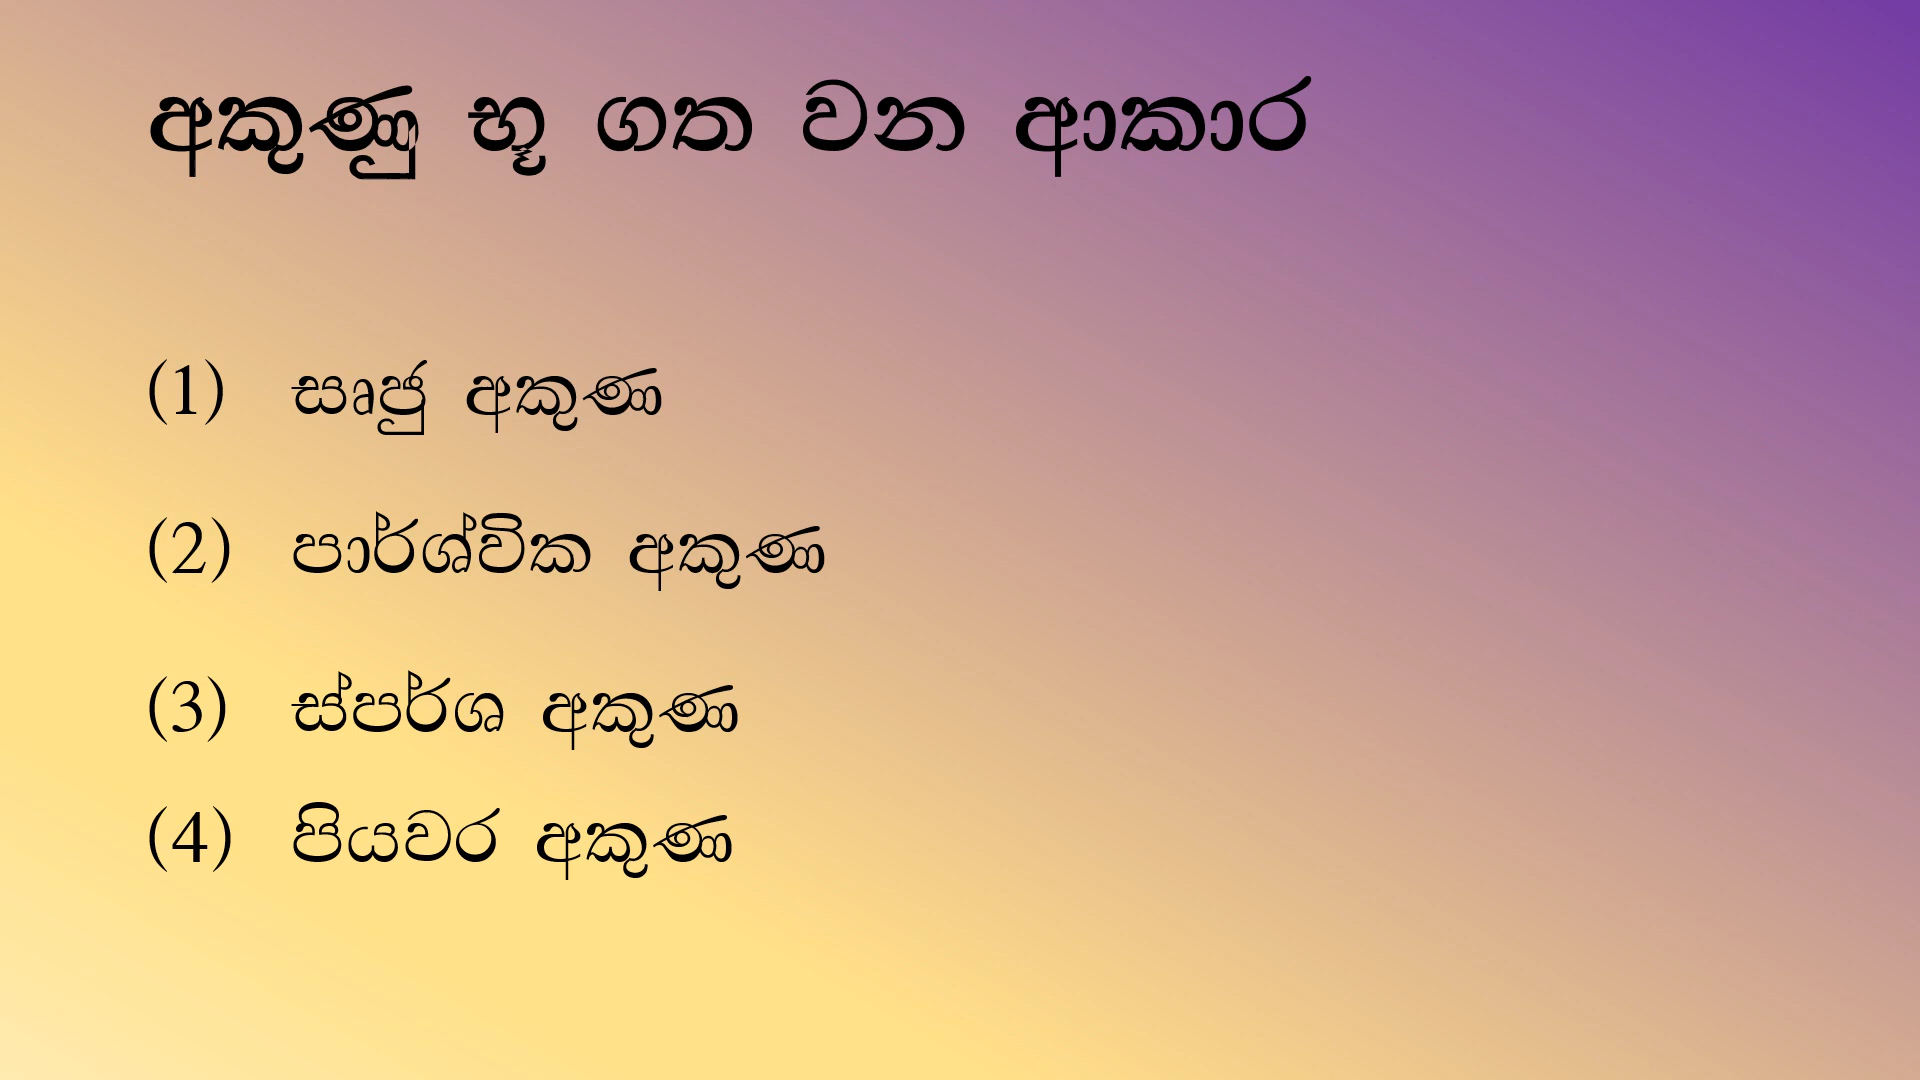 අකුණු භූ ගත වන ආකාර
(1) සෘජු අකුණ
(2) පාර්ශ්වික අකුණ
(3) ස්පර්ශ අකුණ
(4) පියවර අකුණ